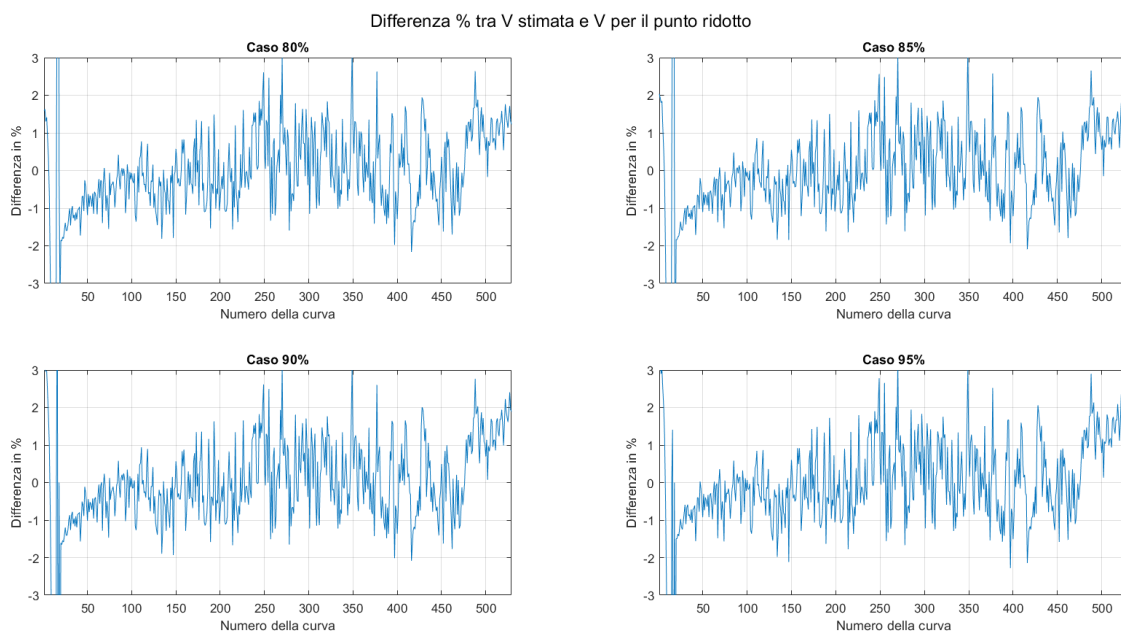 Differenza % tra V stimata e V per il punto ridotto
Caso 80%
3
2
1
0
-1
-2
-3
Differenza in %
50 100 150 200 250 300 350 400 450 500
Numero della curva
Caso 85%
3
2
1
0
-1
-2
-3
Differenza in %
50 100 150 200 250 300 350 400 450 500
Numero della curva
Caso 90%
3
2
1
0
-1
-2
-3
Differenza in %
50 100 150 200 250 300 350 400 450 500
Numero della curva
Caso 95%
3
2
1
0
-1
-2
-3
Differenza in %
50 100 150 200 250 300 350 400 450 500
Numero della curva